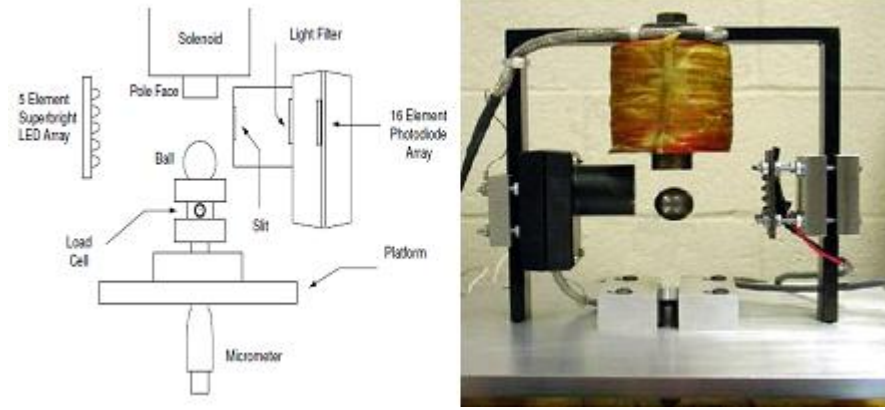 Solenoid
Light Filter
Pole Face
5 Element
Superbright
LED Array
16 Element
Photodiode
Array
Ball
Slit
Load
Cell
Platform
Micrometer